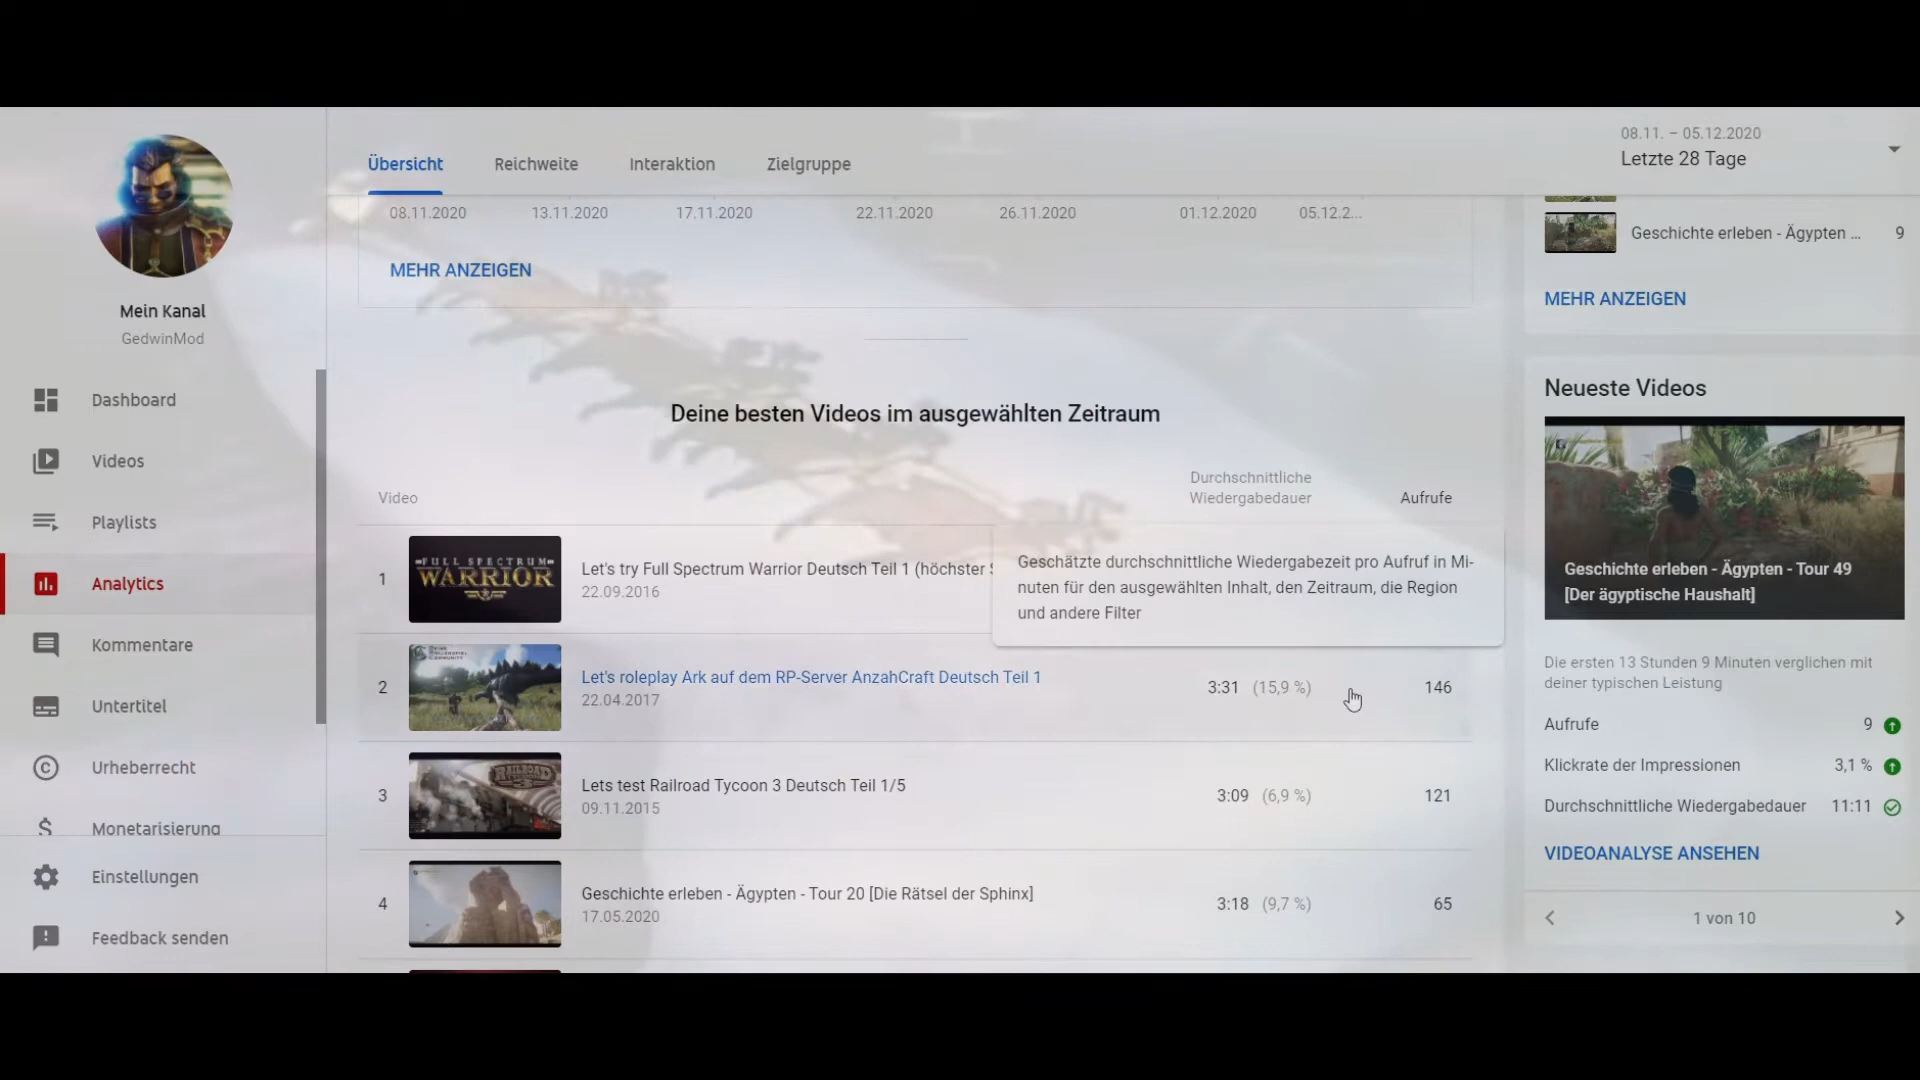 08.11. – 05.12.2020
Letzte 28 Tage
Übersicht
Reichweite
Interaktion
Zielgruppe
08.11.2020
13.11.2020
17.11.2020
22.11.2020
26.11.2020
01.12.2020
05.12.2...
MEHR ANZEIGEN
Mein Kanal
GedwinMod
Dashboard
Videos
Playlists
Analytics
Kommentare
Untertitel
Urheberrecht
Monetarisierung
Einstellungen
Feedback senden
Deine besten Videos im ausgewählten Zeitraum
Video
Durchschnittliche
Wiedergabedauer
Aufrufe
1
FULL SPECTRUM
WARRIOR
Let's try Full Spectrum Warrior Deutsch Teil 1 (höchster
22.09.2016
Geschätzte durchschnittliche Wiedergabezeit pro Aufruf in Mi-
nuten für den ausgewählten Inhalt, den Zeitraum, die Region
und andere Filter
2
Let's roleplay Ark auf dem RP-Server AnzahCraft Deutsch Teil 1
22.04.2017
3:31 (15,9 %)
146
3
RAILROAD
Lets test Railroad Tycoon 3 Deutsch Teil 1/5
09.11.2015
3:09 (6,9 %)
121
4
Geschichte erleben - Ägypten - Tour 20 [Die Rätsel der Sphinx]
17.05.2020
3:18 (9,7 %)
65
Geschichte erleben - Ägypten ...
9
MEHR ANZEIGEN
Neueste Videos
Geschichte erleben - Ägypten - Tour 49
[Der ägyptische Haushalt]
Die ersten 13 Stunden 9 Minuten verglichen mit
deiner typischen Leistung
Aufrufe 9
Klickrate der Impressionen 3,1 %
Durchschnittliche Wiedergabedauer 11:11
VIDEOANALYSE ANSEHEN
1 von 10